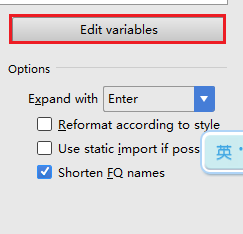 Edit variables
Options
Expand with Enter
Reformat according to style
Use static import if poss
Shorten FQ names
英